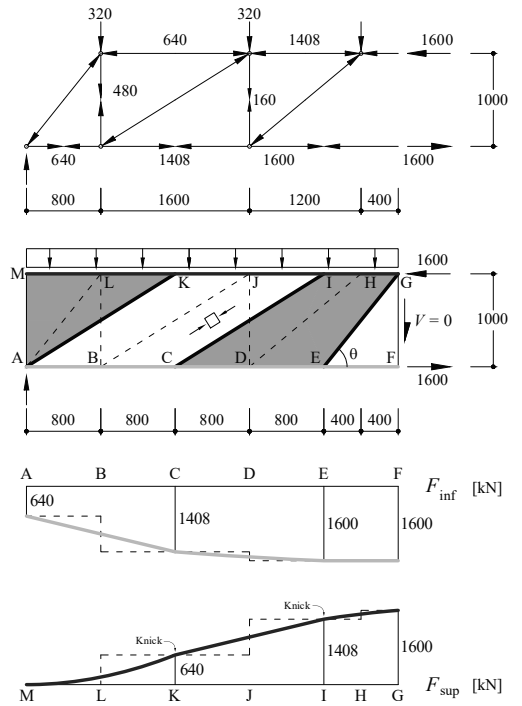 320 320
640 1408 1600
480 160 1000
640 1408 1600 1600
800 1600 1200 400
M L K J I H G 1600
V = 0 1000
A B C D E θ F
1600
800 800 800 800 400 400
A B C D E F F_inf [kN]
640 1408 1600 1600
Knick Knick
640 1408 1600
M L K J I H G F_sup [kN]